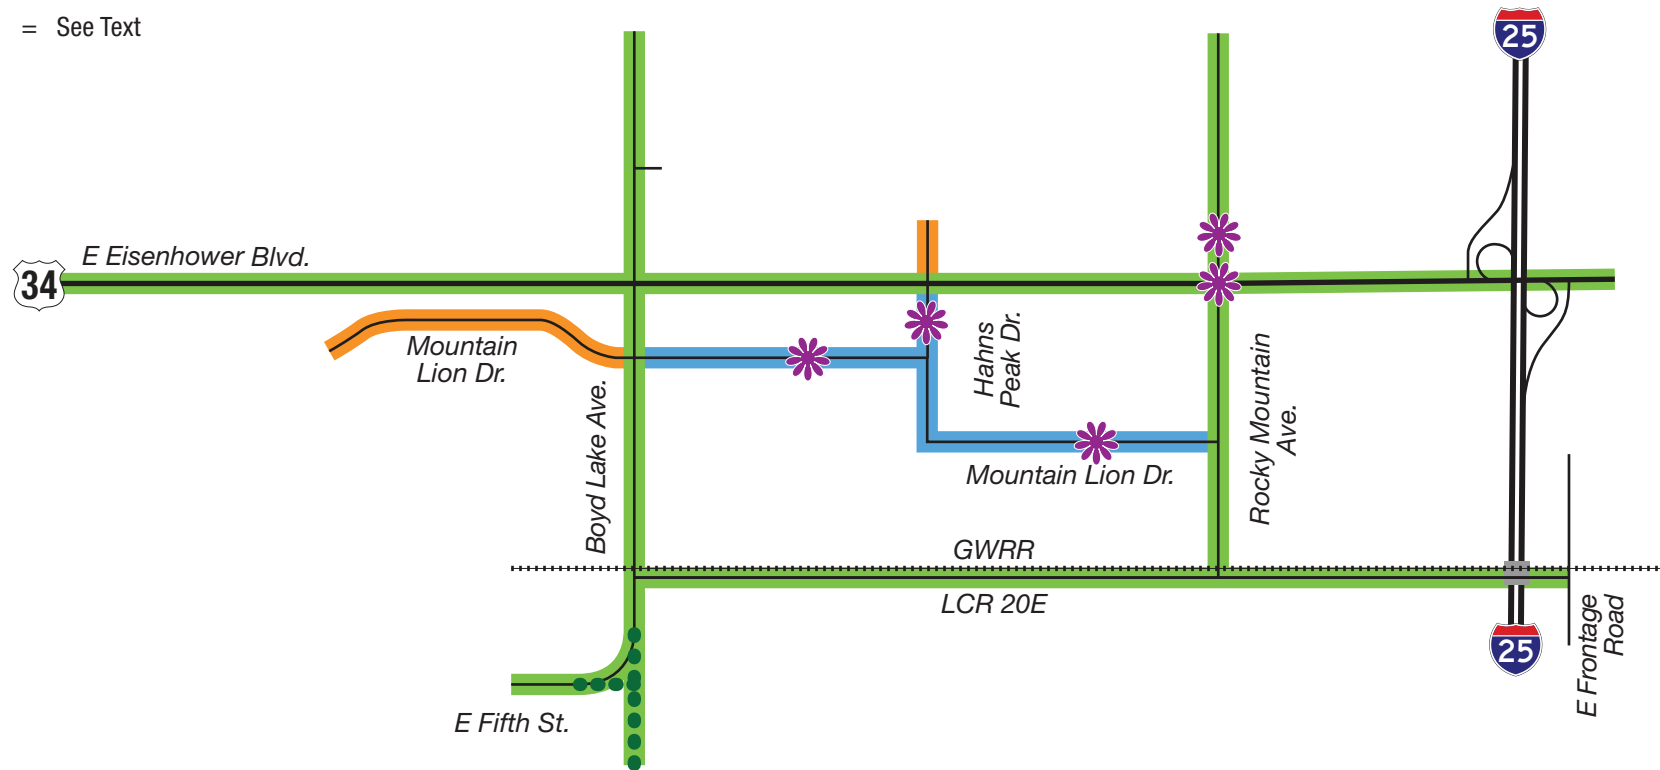 = See Text
25
E Eisenhower Blvd.
34
Mountain
Lion Dr.
Hahns
Peak Dr.
Boyd Lake Ave.
Rocky Mountain
Ave.
Mountain Lion Dr.
GWRR
LCR 20E
25
E Frontage
Road
E Fifth St.